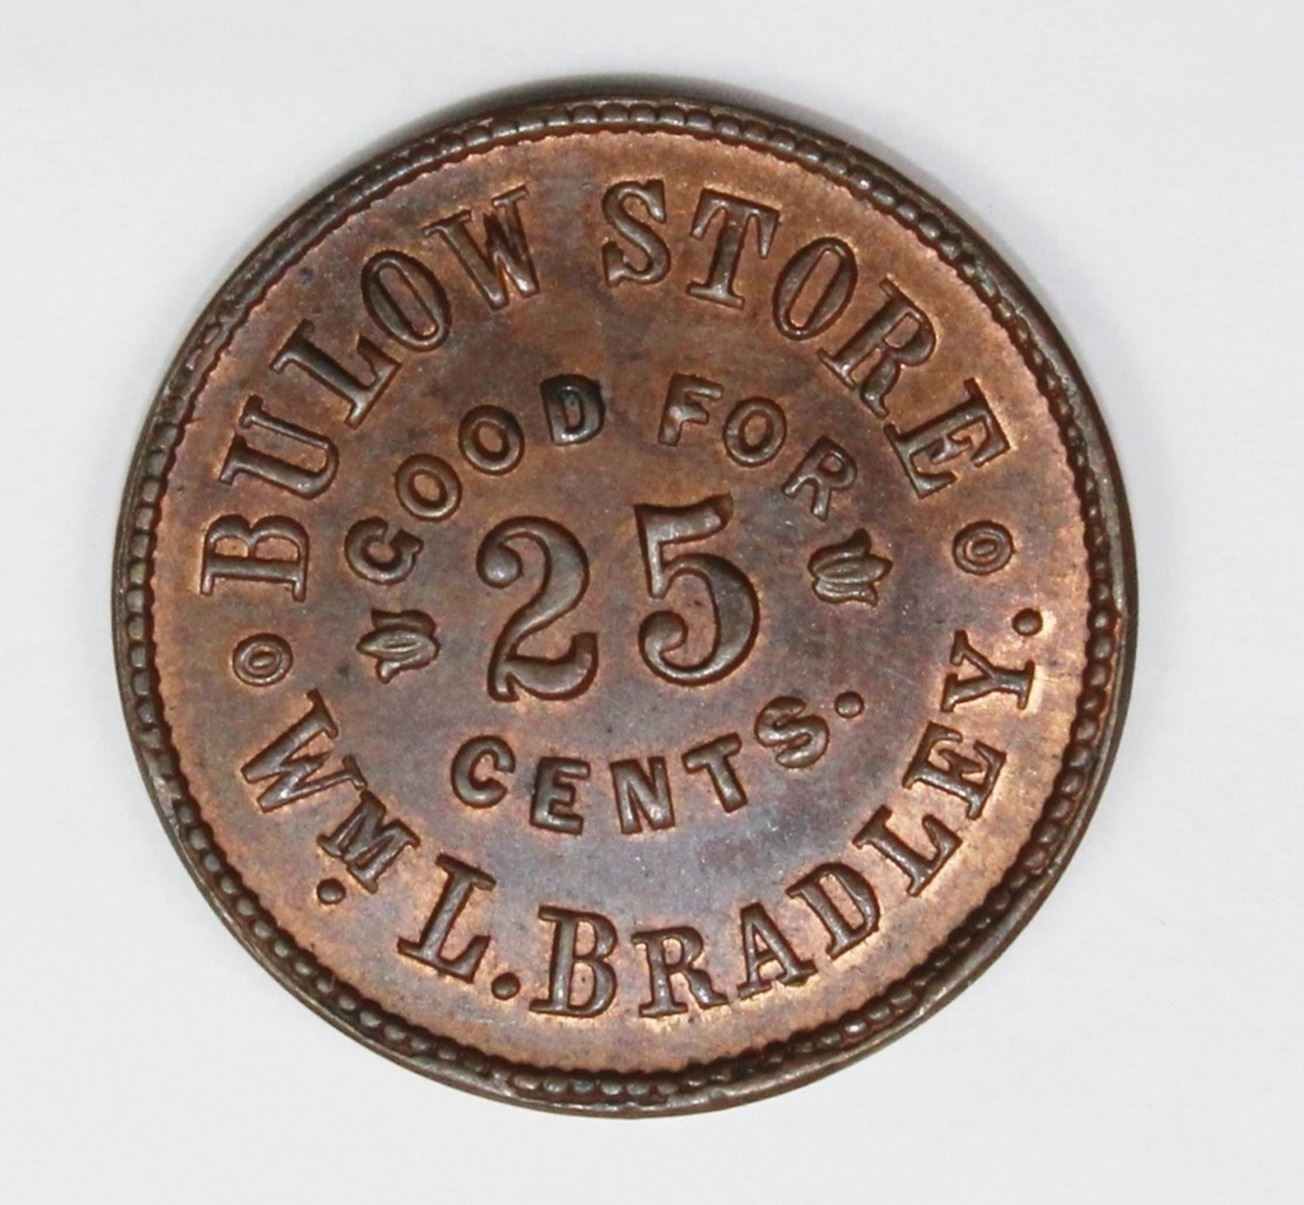 BULOW STORE
GOOD FOR
25
CENTS.
WM. L. BRADLEY.